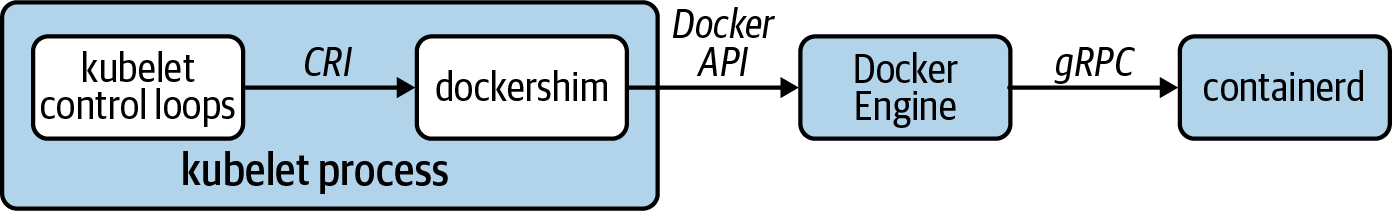 kubelet
control loops
CRI
dockershim
kubelet process
Docker
API
Docker
Engine
gRPC
containerd